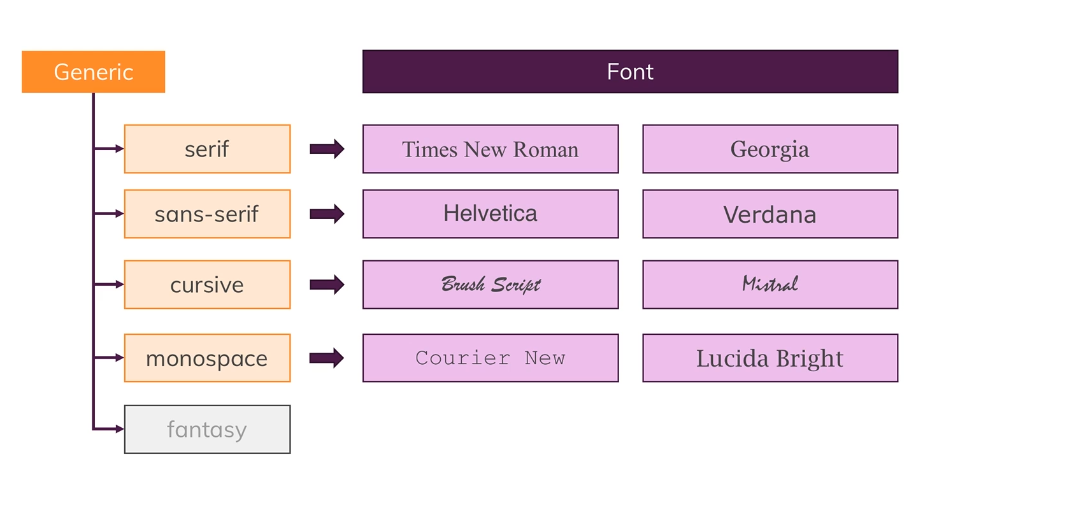 Generic
Font
serif
Times New Roman
Georgia
sans-serif
Helvetica
Verdana
cursive
Brush Script
Mistral
monospace
Courier New
Lucida Bright
fantasy